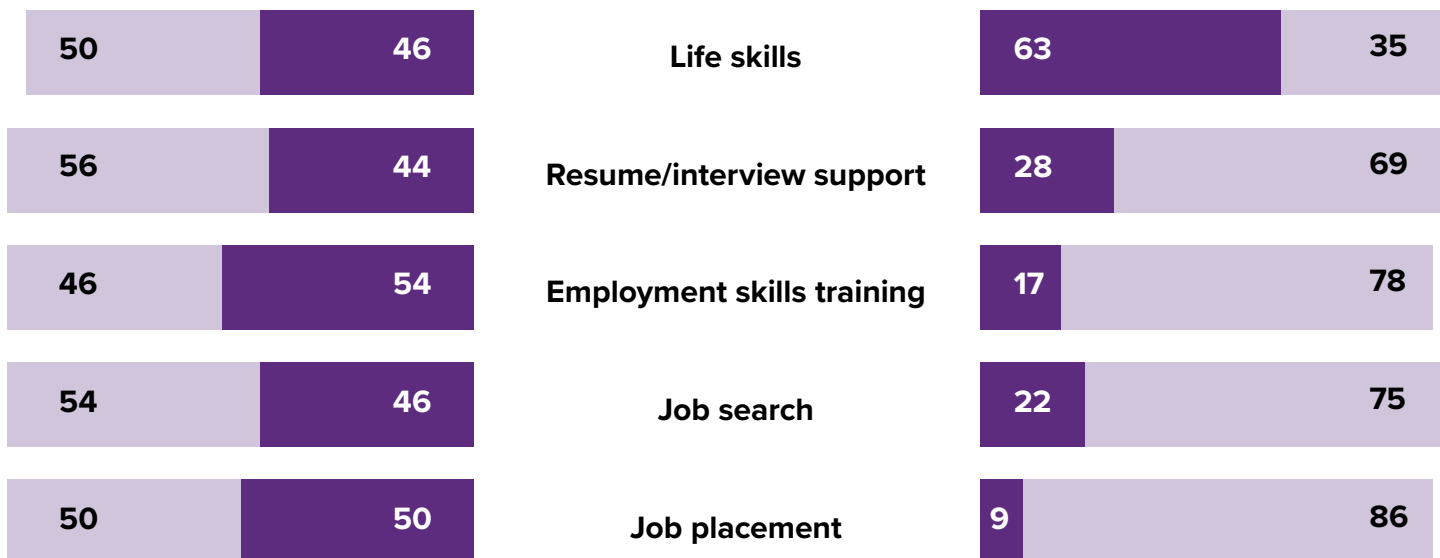 50 46 Life skills 63 35
56 44 Resume/interview support 28 69
46 54 Employment skills training 17 78
54 46 Job search 22 75
50 50 Job placement 9 86